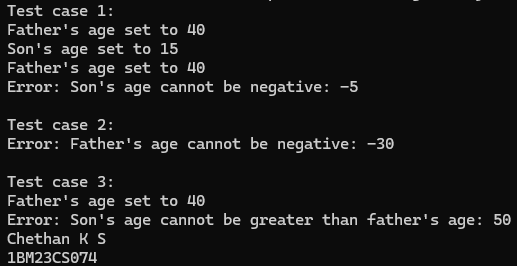 Test case 1:
Father's age set to 40
Son's age set to 15
Father's age set to 40
Error: Son's age cannot be negative: -5
Test case 2:
Error: Father's age cannot be negative: -30
Test case 3:
Father's age set to 40
Error: Son's age cannot be greater than father's age: 50
Chethan K S
1BM23CS074